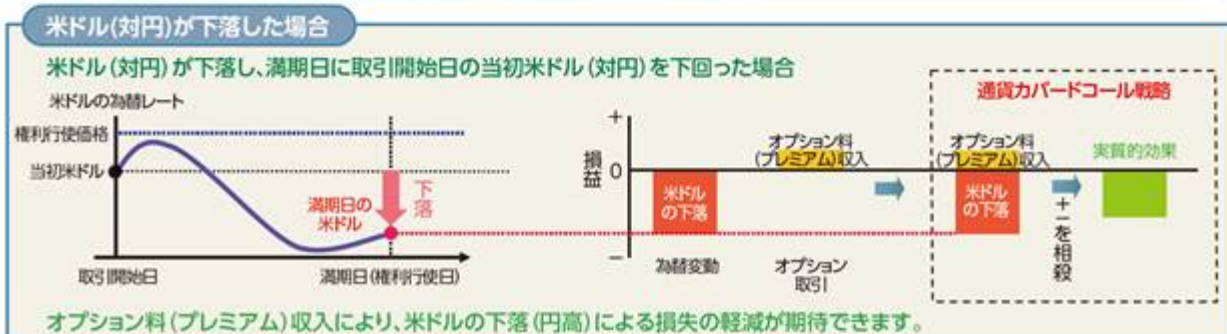 米ドル(対円)が下落した場合
米ドル(対円)が下落し、満期日に取引開始日の当初米ドル(対円)を下回った場合
米ドルの為替レート
権利行使価格
当初米ドル
満期日の
米ドル
下落
取引開始日
満期日(権利行使日)
+
損益
0
−
オプション料
(プレミアム)収入
米ドル
の下落
為替変動
オプション
取引
通貨カバードコール戦略
オプション料
(プレミアム)収入
米ドル
の下落
+−を相殺
実質的効果
オプション料(プレミアム)収入により、米ドルの下落(円高)による損失の軽減が期待できます。